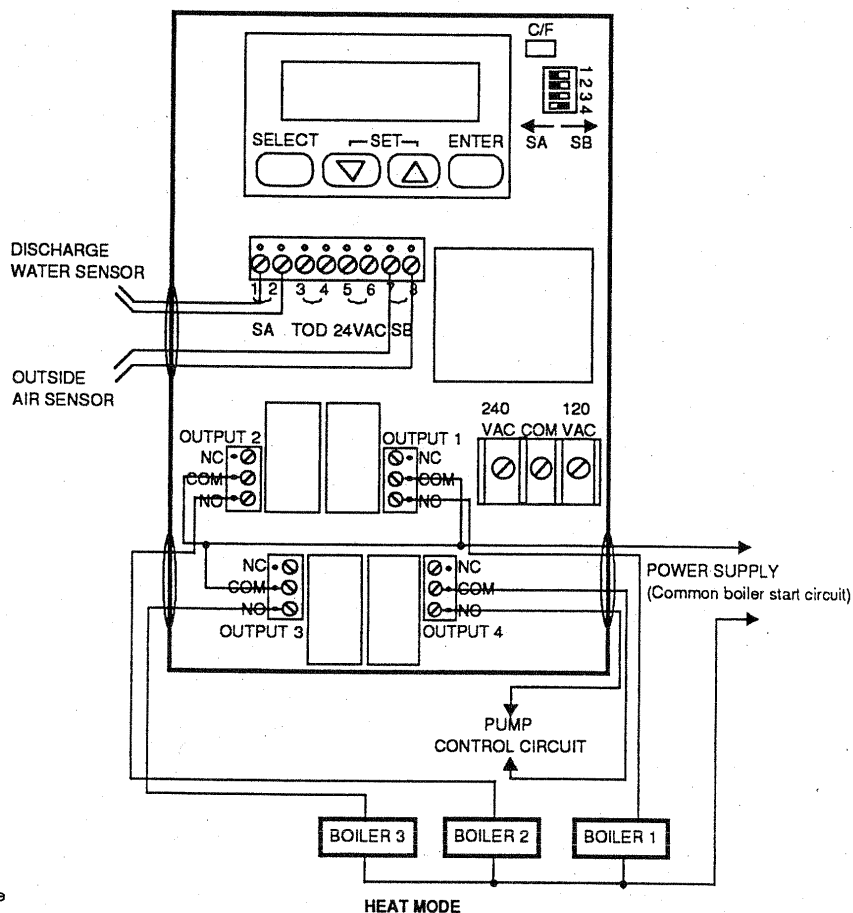 C/F
1
2
3
4
SA SB
SELECT SET ENTER
DISCHARGE
WATER SENSOR
1 2 3 4 5 6 7 8
SA TOD 24VAC SB
OUTSIDE
AIR SENSOR
240 120
VAC COM VAC
OUTPUT 2 OUTPUT 1
NC NC
COM COM
NO NO
NC NC
COM COM
NO NO
OUTPUT 3 OUTPUT 4
POWER SUPPLY
(Common boiler start circuit)
PUMP
CONTROL CIRCUIT
BOILER 3 BOILER 2 BOILER 1
HEAT MODE